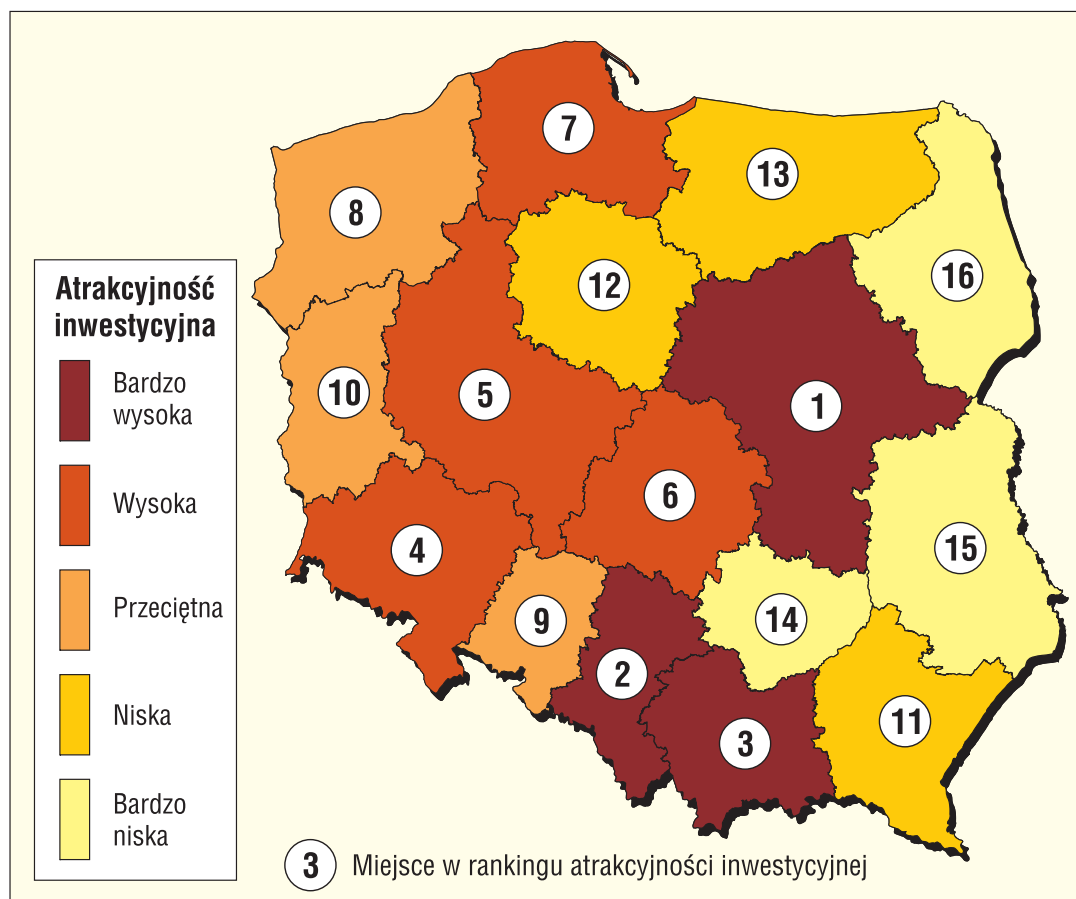 7
13
8
16
12
10
5
1
6
4
15
9
14
2
11
3
Atrakcyjność
inwestycyjna
Bardzo
wysoka
Wysoka
Przeciętna
Niska
Bardzo
niska
3 Miejsce w rankingu atrakcyjności inwestycyjnej